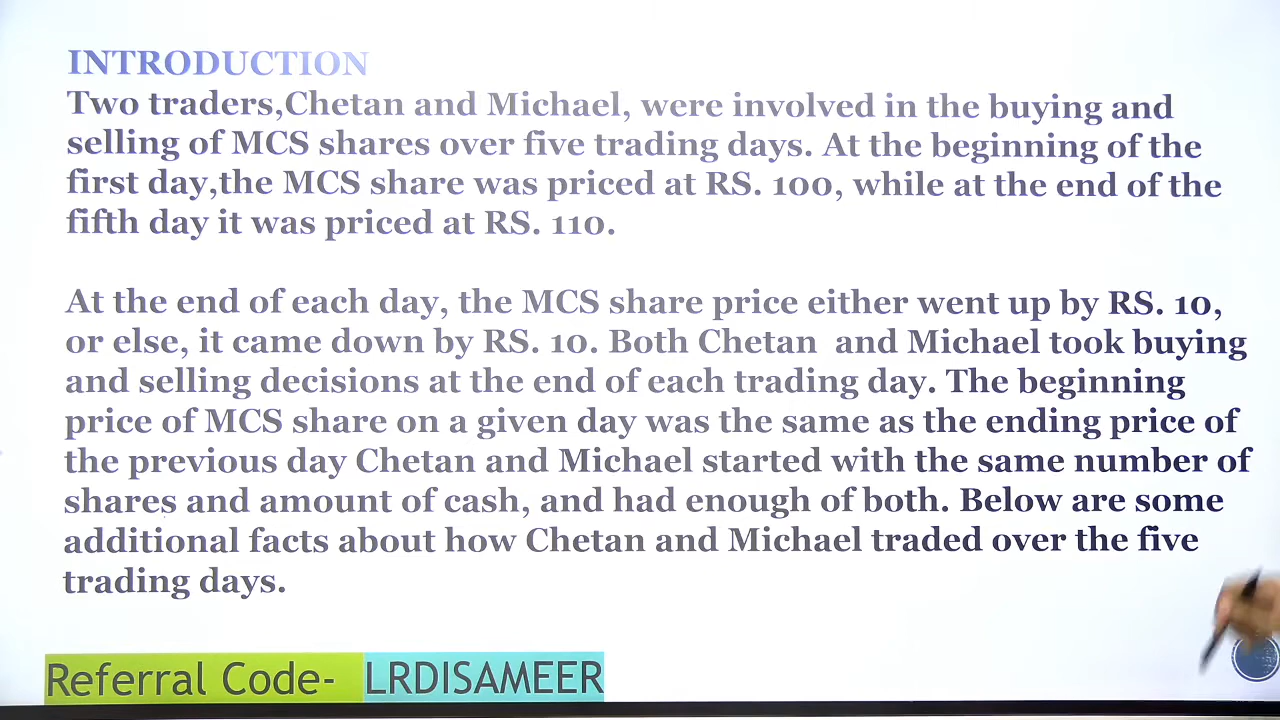 INTRODUCTION
Two traders,Chetan and Michael, were involved in the buying and
selling of MCS shares over five trading days. At the beginning of the
first day,the MCS share was priced at RS. 100, while at the end of the
fifth day it was priced at RS. 110.
At the end of each day, the MCS share price either went up by RS. 10,
or else, it came down by RS. 10. Both Chetan and Michael took buying
and selling decisions at the end of each trading day. The beginning
price of MCS share on a given day was the same as the ending price of
the previous day Chetan and Michael started with the same number of
shares and amount of cash, and had enough of both. Below are some
additional facts about how Chetan and Michael traded over the five
trading days.
Referral Code- LRDISAMEER